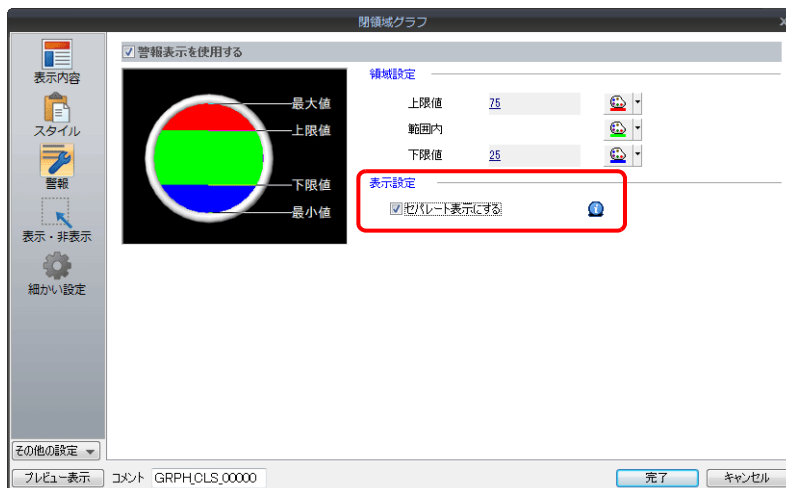 閉領域グラフ
表示内容
スタイル
警報
表示・非表示
細かい設定
その他の設定
警報表示を使用する
最大値
上限値
下限値
最小値
領域設定
上限値 75
範囲内
下限値 25
表示設定
セパレート表示にする
プレビュー表示 コメント GRPH_CLS_00000 完了 キャンセル